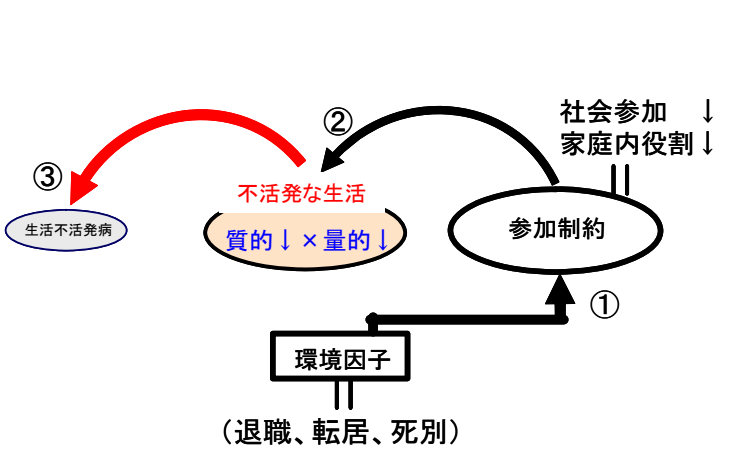 社会参加 ↓
家庭内役割↓
②
③
不活発な生活
生活不活発病
質的↓×量的↓
参加制約
①
環境因子
（退職、転居、死別）